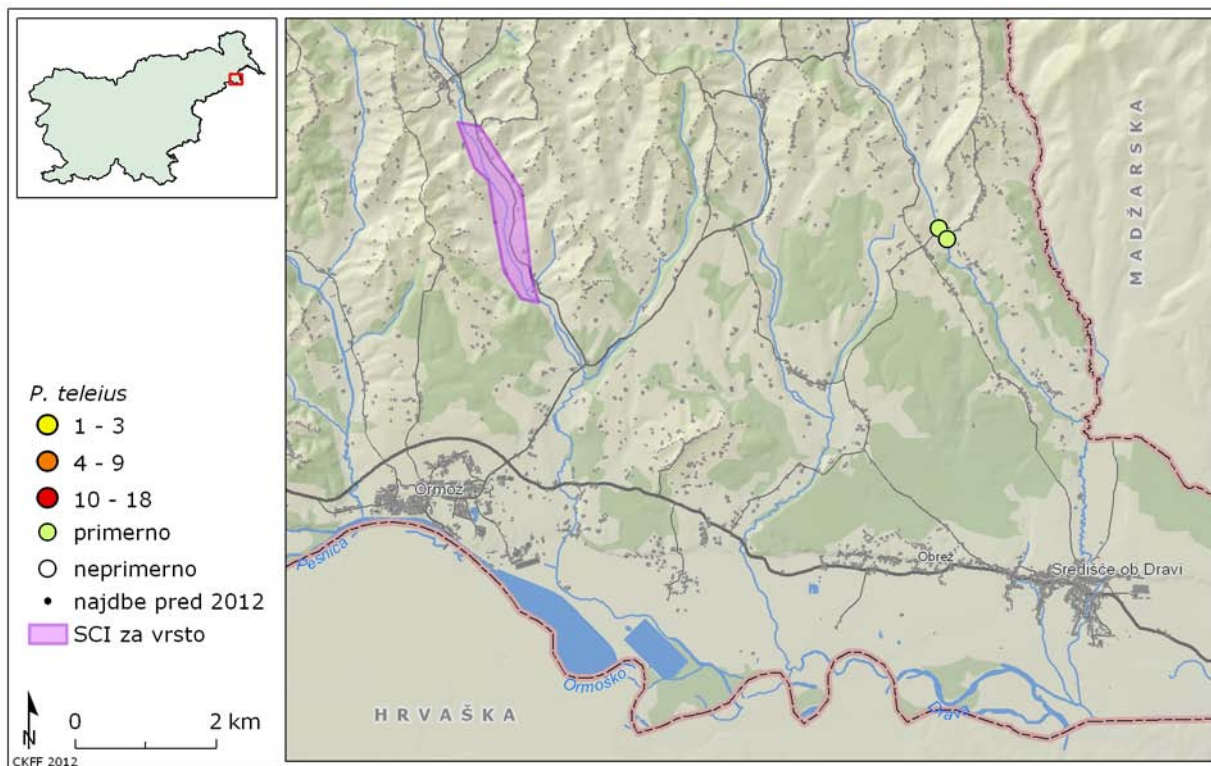 P. teleius
1 - 3
4 - 9
10 - 18
primerno
neprimerno
najdbe pred 2012
SCI za vrsto
N
0 2 km
CKFF 2012
MADŽARSKA
Ormož
Pesnica
Obrež
Središče ob Dravi
Ormoško
Drava
HRVAŠKA